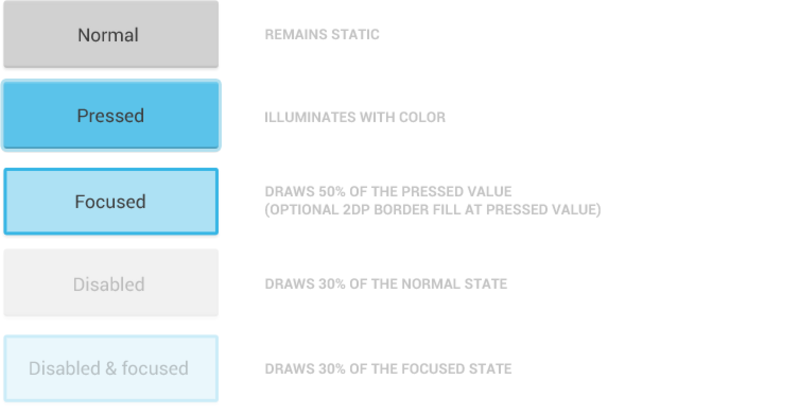 Normal
REMAINS STATIC
Pressed
ILLUMINATES WITH COLOR
Focused
DRAWS 50% OF THE PRESSED VALUE
(OPTIONAL 2DP BORDER FILL AT PRESSED VALUE)
Disabled
DRAWS 30% OF THE NORMAL STATE
Disabled & focused
DRAWS 30% OF THE FOCUSED STATE